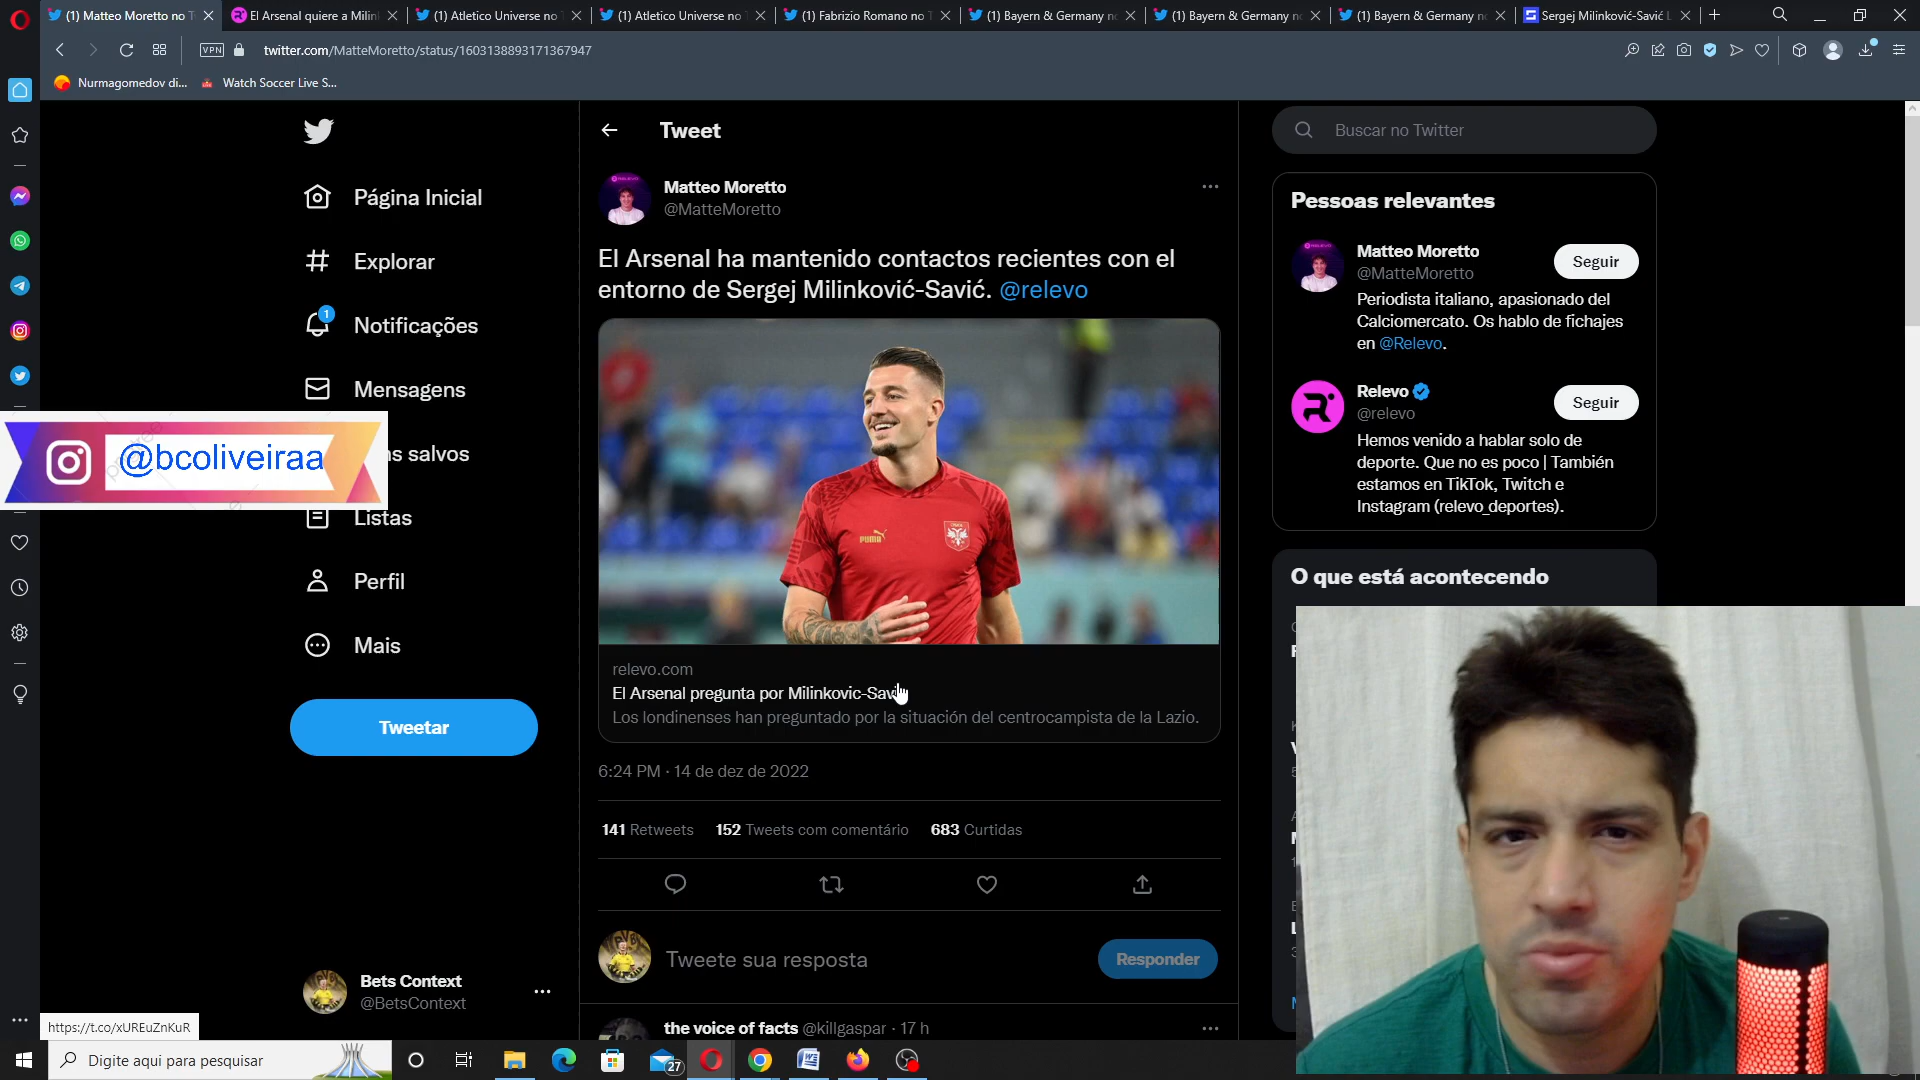 (1) Matteo Moretto no T
El Arsenal quiere a Milin
(1) Atletico Universe no
(1) Atletico Universe no
(1) Fabrizio Romano no T
(1) Bayern & Germany
(1) Bayern & Germany
(1) Bayern & Germany
Sergej Milinković-Savić
VPN
twitter.com/MatteMoretto/status/1603138893171367947
Nurmagomedov di...
Watch Soccer Live S...
Página Inicial
Explorar
1
Notificações
Mensagens
ns salvos
@bcoliveiraa
Listas
Perfil
Mais
Tweetar
Bets Context
@BetsContext
Tweet
Matteo Moretto
@MatteMoretto
El Arsenal ha mantenido contactos recientes con el
entorno de Sergej Milinković-Savić. @relevo
PUMA
relevo.com
El Arsenal pregunta por Milinkovic-Savic
Los londinenses han preguntado por la situación del centrocampista de la Lazio.
6:24 PM · 14 de dez de 2022
141 Retweets 152 Tweets com comentário 683 Curtidas
Tweete sua resposta
Responder
the voice of facts @killgaspar · 17 h
Buscar no Twitter
Pessoas relevantes
Matteo Moretto
@MatteMoretto
Seguir
Periodista italiano, apasionado del
Calciomercato. Os hablo de fichajes
en @Relevo.
Relevo
@relevo
Seguir
Hemos venido a hablar solo de
deporte. Que no es poco | También
estamos en TikTok, Twitch e
Instagram (relevo_deportes).
O que está acontecendo
https://t.co/xUREuZnKuR
Digite aqui para pesquisar
27